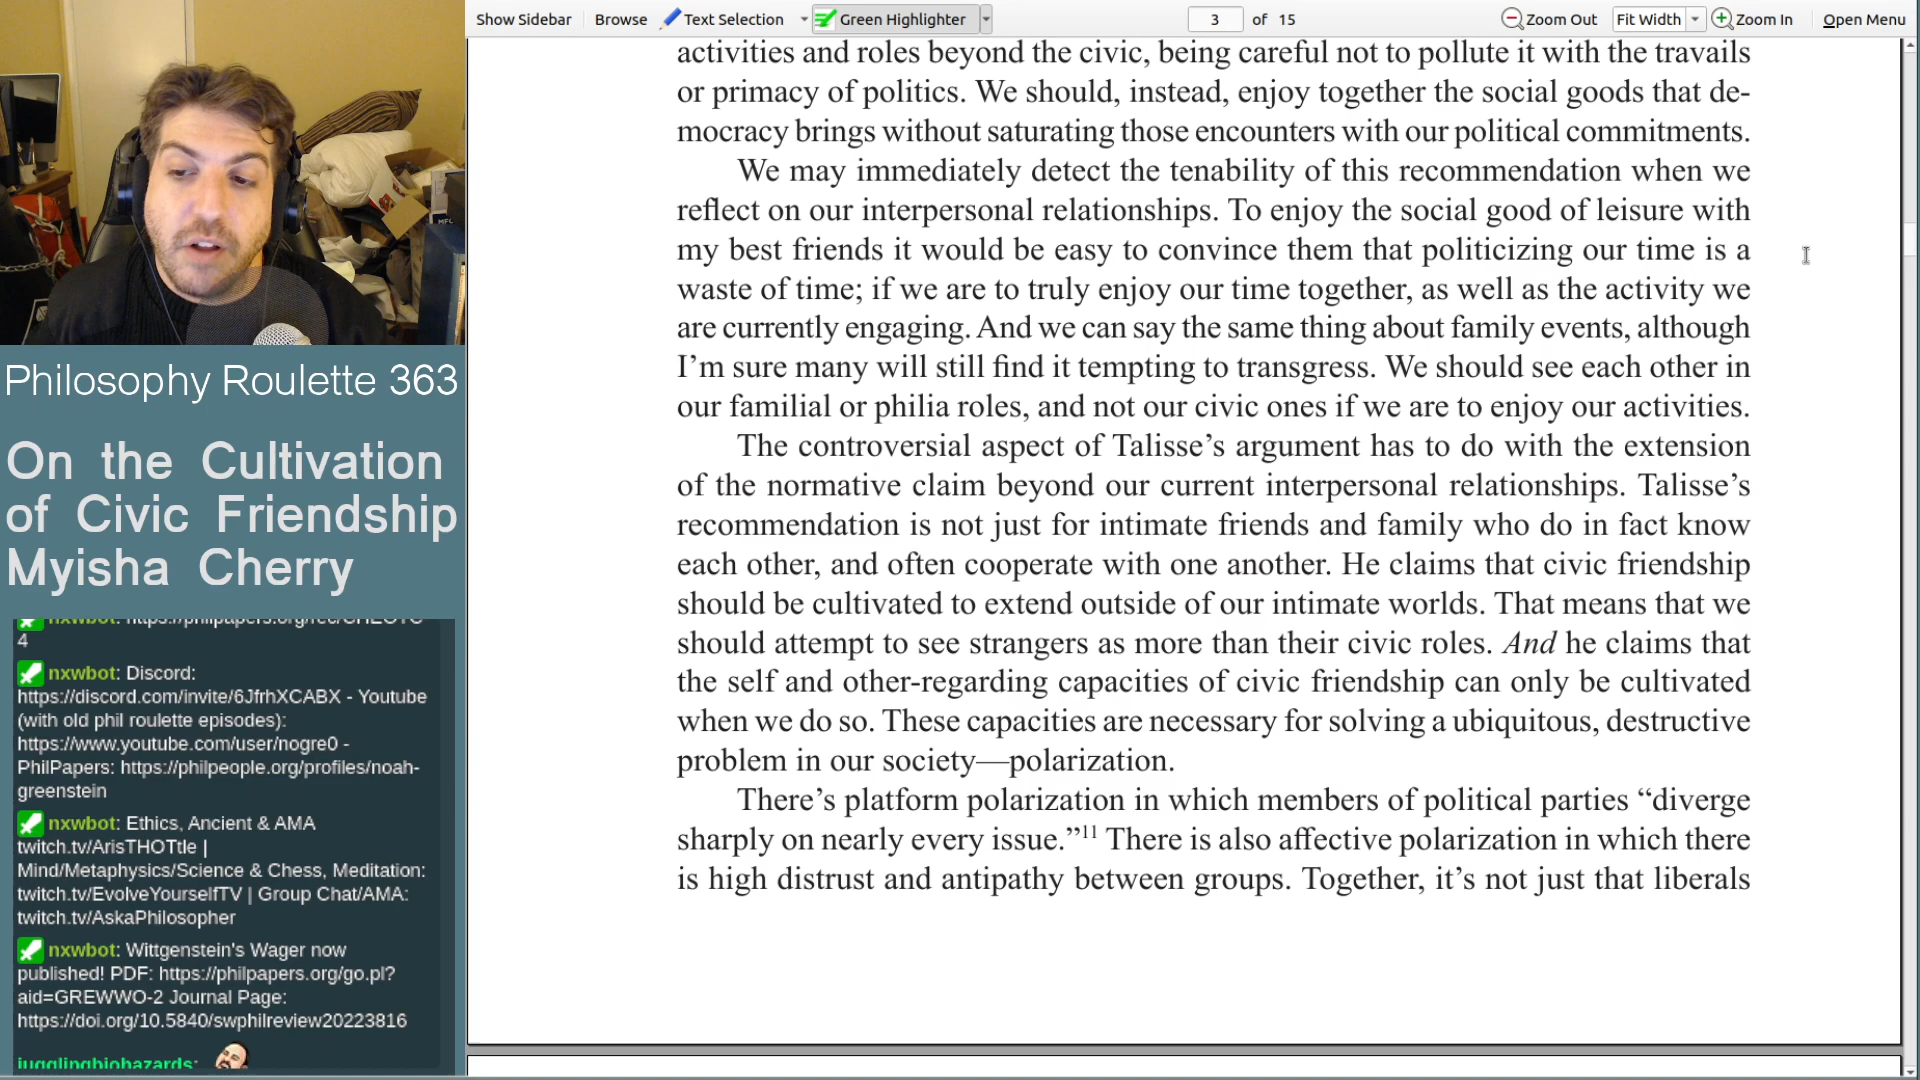 Show Sidebar Browse Text Selection Green Highlighter 3 of 15 Zoom Out Fit Width Zoom In Open Menu
activities and roles beyond the civic, being careful not to pollute it with the travails
or primacy of politics. We should, instead, enjoy together the social goods that de-
mocracy brings without saturating those encounters with our political commitments.
We may immediately detect the tenability of this recommendation when we
reflect on our interpersonal relationships. To enjoy the social good of leisure with
my best friends it would be easy to convince them that politicizing our time is a
waste of time; if we are to truly enjoy our time together, as well as the activity we
are currently engaging. And we can say the same thing about family events, although
I'm sure many will still find it tempting to transgress. We should see each other in
our familial or philia roles, and not our civic ones if we are to enjoy our activities.
The controversial aspect of Talisse's argument has to do with the extension
of the normative claim beyond our current interpersonal relationships. Talisse's
recommendation is not just for intimate friends and family who do in fact know
each other, and often cooperate with one another. He claims that civic friendship
should be cultivated to extend outside of our intimate worlds. That means that we
should attempt to see strangers as more than their civic roles. And he claims that
the self and other-regarding capacities of civic friendship can only be cultivated
when we do so. These capacities are necessary for solving a ubiquitous, destructive
problem in our society—polarization.
There's platform polarization in which members of political parties “diverge
sharply on nearly every issue.”11 There is also affective polarization in which there
is high distrust and antipathy between groups. Together, it's not just that liberals
Philosophy Roulette 363
On the Cultivation
of Civic Friendship
Myisha Cherry
4
nxwbot: Discord:
https://discord.com/invite/6JfrhXCABX - Youtube
(with old phil roulette episodes):
https://www.youtube.com/user/nogre0 -
PhilPapers: https://philpeople.org/profiles/noah-
greenstein
nxwbot: Ethics, Ancient & AMA
twitch.tv/ArisTHOTtle |
Mind/Metaphysics/Science & Chess, Meditation:
twitch.tv/EvolveYourselfTV | Group Chat/AMA:
twitch.tv/AskaPhilosopher
nxwbot: Wittgenstein's Wager now
published! PDF: https://philpapers.org/go.pl?
aid=GREWWO-2 Journal Page:
https://doi.org/10.5840/swphilreview20223816
jugglingbiohazards: